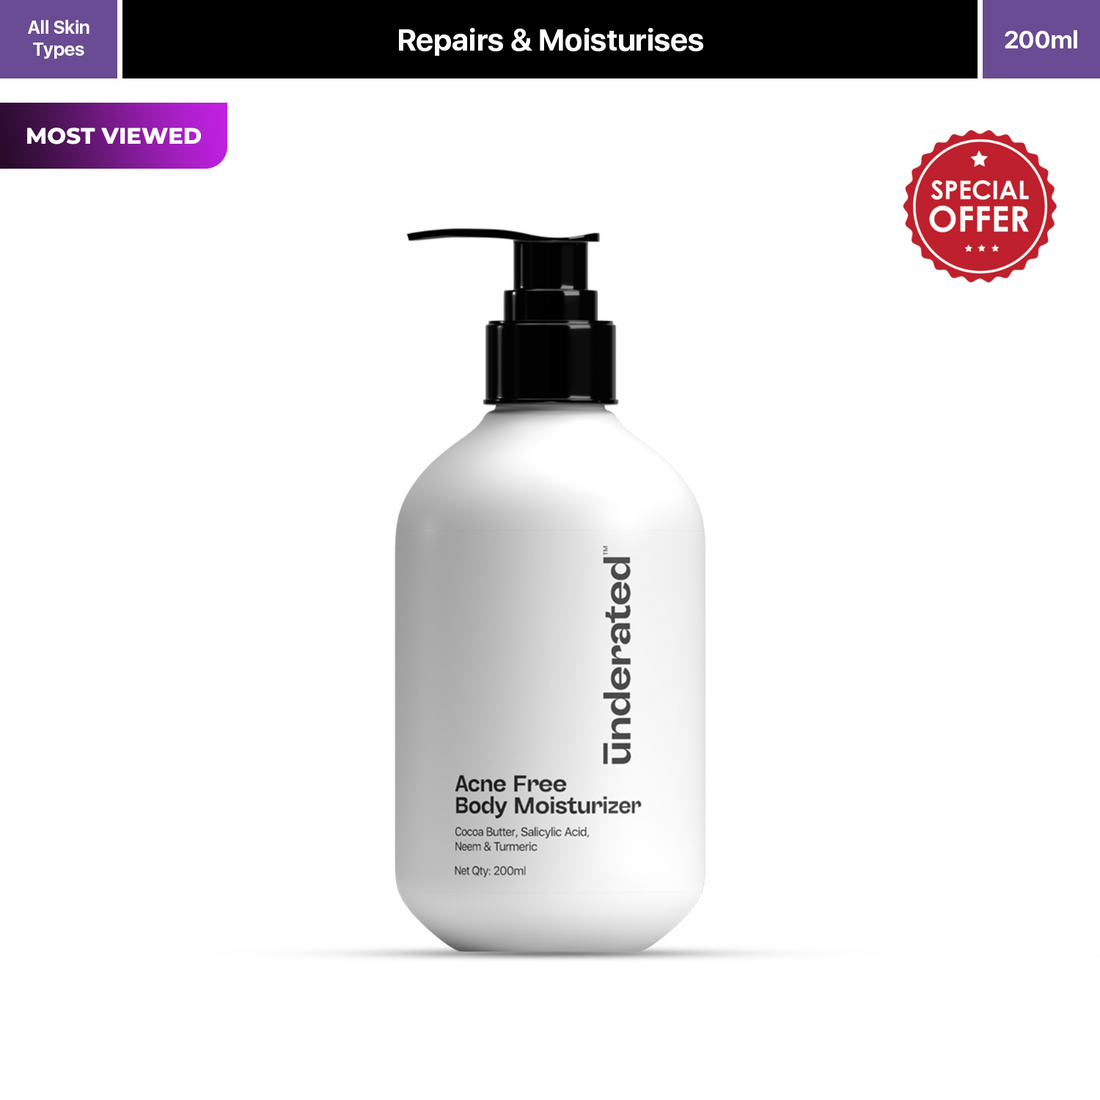 All Skin
Types
Repairs & Moisturises
200ml
MOST VIEWED
SPECIAL
OFFER
ūnderated™
Acne Free
Body Moisturizer
Cocoa Butter, Salicylic Acid,
Neem & Turmeric
Net Qty: 200ml